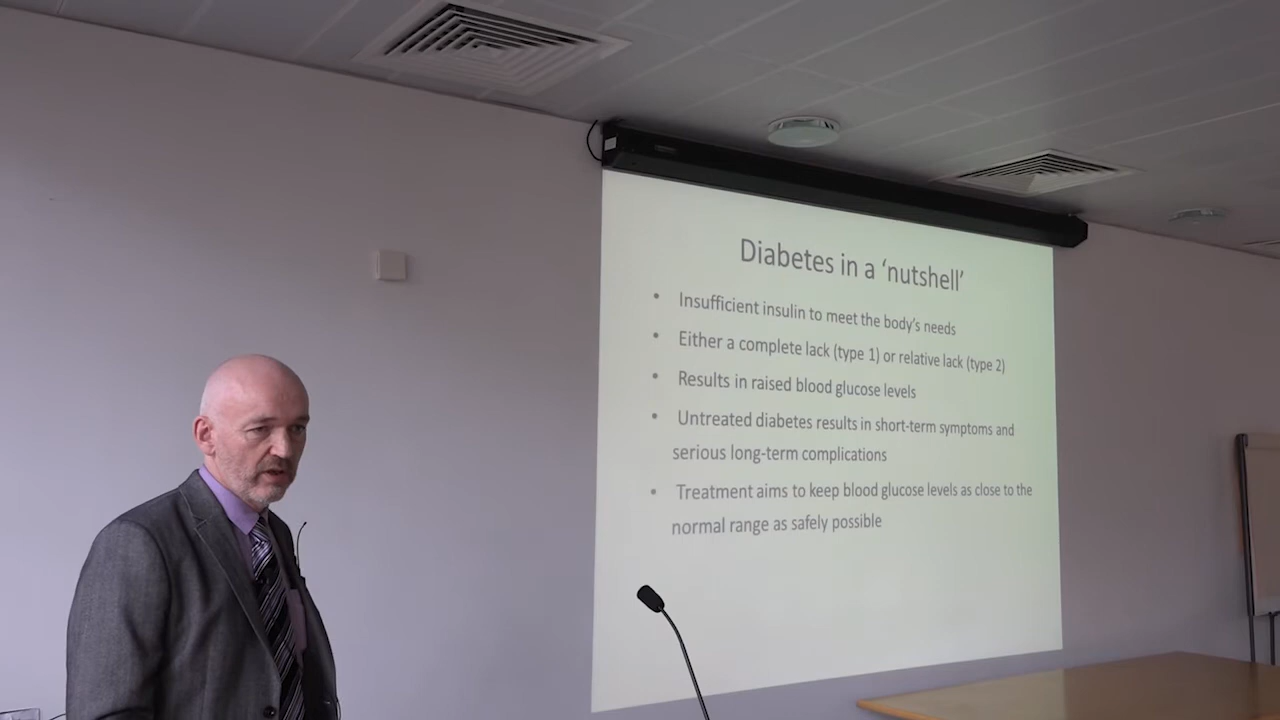 Diabetes in a ‘nutshell’
• Insufficient insulin to meet the body’s needs
• Either a complete lack (type 1) or relative lack (type 2)
• Results in raised blood glucose levels
• Untreated diabetes results in short-term symptoms and
serious long-term complications
• Treatment aims to keep blood glucose levels as close to the
normal range as safely possible